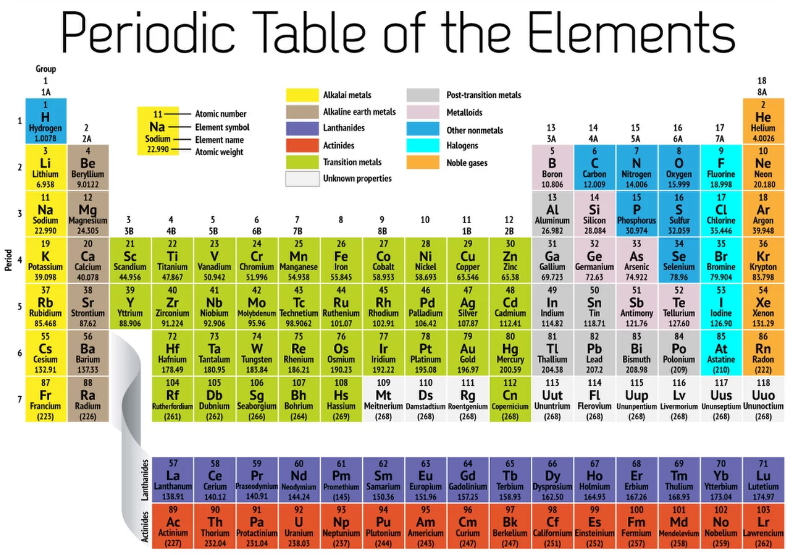 Periodic Table of the Elements
Group
1 18
1A 8A
Alkalai metals
Alkaline earth metals
Lanthanides
Actinides
Transition metals
Unknown properties
Post-transition metals
Metalloids
Other nonmetals
Halogens
Noble gases
11 Atomic number
Na Element symbol
Sodium Element name
22.990 Atomic weight
Period
1 2
1 H He
Hydrogen Helium
1.0078 4.0026
2 13 14 15 16 17
2A 3A 4A 5A 6A 7A
3 4 5 6 7 8 9 10
2 Li Be B C N O F Ne
Lithium Beryllium Boron Carbon Nitrogen Oxygen Fluorine Neon
6.938 9.0122 10.806 12.009 14.006 15.999 18.998 20.180
11 12 13 14 15 16 17 18
3 Na Mg Al Si P S Cl Ar
Sodium Magnesium Aluminum Silicon Phosphorus Sulfur Chlorine Argon
22.990 24.305 26.982 28.084 30.974 32.059 35.446 39.948
3 4 5 6 7 8 9 10 11 12
3B 4B 5B 6B 7B 8B 1B 2B
19 20 21 22 23 24 25 26 27 28 29 30 31 32 33 34 35 36
4 K Ca Sc Ti V Cr Mn Fe Co Ni Cu Zn Ga Ge As Se Br Kr
Potassium Calcium Scandium Titanium Vanadium Chromium Manganese Iron Cobalt Nickel Copper Zinc Gallium Germanium Arsenic Selenium Bromine Krypton
39.098 40.078 44.956 47.867 50.942 51.996 54.938 55.845 58.933 58.693 63.546 65.38 69.723 72.63 74.922 78.96 79.904 83.798
37 38 39 40 41 42 43 44 45 46 47 48 49 50 51 52 53 54
5 Rb Sr Y Zr Nb Mo Tc Ru Rh Pd Ag Cd In Sn Sb Te I Xe
Rubidium Strontium Yttrium Zirconium Niobium Molybdenum Technetium Ruthenium Rhodium Palladium Silver Cadmium Indium Tin Antimony Tellurium Iodine Xenon
85.468 87.62 88.906 91.224 92.906 95.96 98.9062 101.07 102.91 106.42 107.87 112.41 114.82 118.71 121.76 127.60 126.90 131.29
55 56 72 73 74 75 76 77 78 79 80 81 82 83 84 85 86
6 Cs Ba Hf Ta W Re Os Ir Pt Au Hg Tl Pb Bi Po At Rn
Cesium Barium Hafnium Tantalum Tungsten Rhenium Osmium Iridium Platinum Gold Mercury Thallium Lead Bismuth Polonium Astatine Radon
132.91 137.33 178.49 180.95 183.84 186.21 190.23 192.22 195.08 196.97 200.59 204.38 207.2 208.98 (209) (210) (222)
87 88 104 105 106 107 108 109 110 111 112 113 114 115 116 117 118
7 Fr Ra Rf Db Sg Bh Hs Mt Ds Rg Cn Uut Fl Uup Lv Uus Uuo
Francium Radium Rutherfordium Dubnium Seaborgium Bohrium Hassium Meitnerium Damstadtium Roentgenium Copernicium Ununtrium Flerovium Ununpentium Livermorium Ununseptium Ununoctium
(223) (226) (261) (262) (266) (264) (269) (268) (268) (268) (268) (268) (268) (268) (268) (268) (268)
Lanthanides
57 58 59 60 61 62 63 64 65 66 67 68 69 70 71
La Ce Pr Nd Pm Sm Eu Gd Tb Dy Ho Er Tm Yb Lu
Lanthanum Cerium Praseodymium Neodymium Promethium Samarium Europium Gadolinium Terbium Dysprosium Holmium Erbium Thulium Ytterbium Lutetium
138.91 140.12 140.91 144.24 (145) 150.36 151.96 157.25 158.93 162.50 164.93 167.26 168.93 173.04 174.97
Actinides
89 90 91 92 93 94 95 96 97 98 99 100 101 102 103
Ac Th Pa U Np Pu Am Cm Bk Cf Es Fm Md No Lr
Actinium Thorium Protactinium Uranium Neptunium Plutonium Americium Curium Berkelium Californium Einsteinium Fermium Mendelevium Nobelium Lawrencium
(227) 232.04 231.04 238.03 (237) (244) (243) (247) (247) (251) (252) (257) (258) (259) (262)